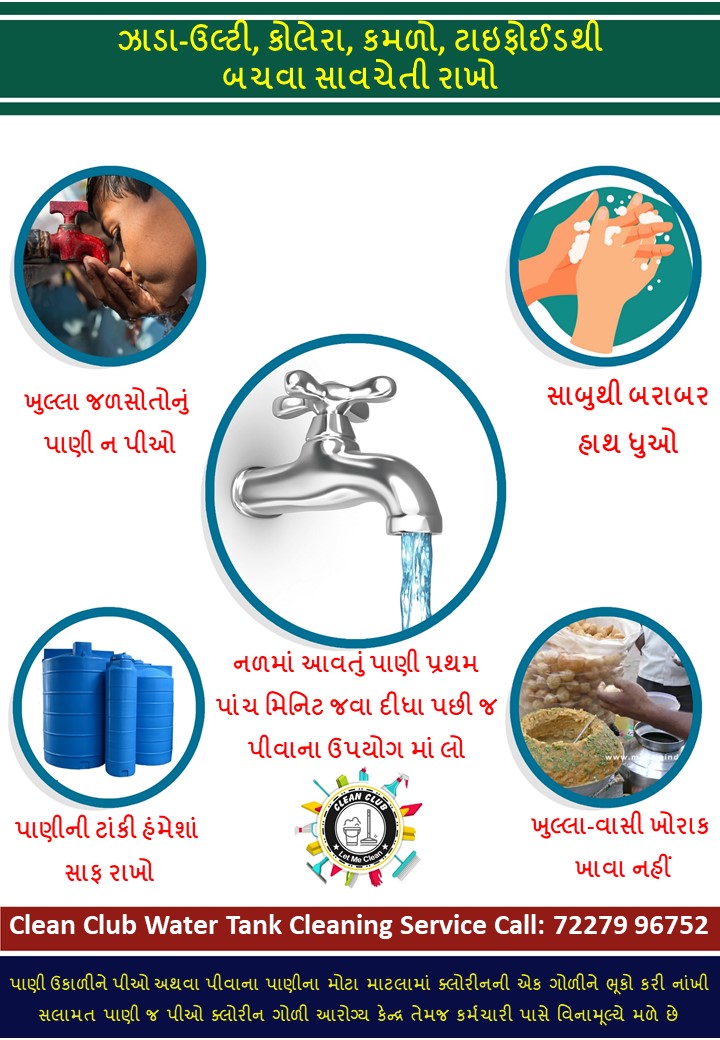 ઝાડા-ઉલ્ટી, કોલેરા, કમળો, ટાઇફોઈડથી
બચવા સાવચેતી રાખો
ખુલ્લા જળસોતોનું
પાણી ન પીઓ
સાબુથી બરાબર
હાથ ધુઓ
નળમાં આવતું પાણી પ્રથમ
પાંચ મિનિટ જવા દીધા પછી જ
પીવાના ઉપયોગ માં લો
પાણીની ટાંકી હંમેશાં
સાફ રાખો
CLEAN CLUB
Let Me Clean
ખુલ્લા-વાસી ખોરાક
ખાવા નહીં
Clean Club Water Tank Cleaning Service Call: 72279 96752
પાણી ઉકાળીને પીઓ અથવા પીવાના પાણીના મોટા માટલામાં ક્લોરીનની એક ગોળીને ભૂકો કરી નાંખી
સલામત પાણી જ પીઓ ક્લોરીન ગોળી આરોગ્ય કેન્દ્ર તેમજ કર્મચારી પાસે વિનામૂલ્યે મળે છે